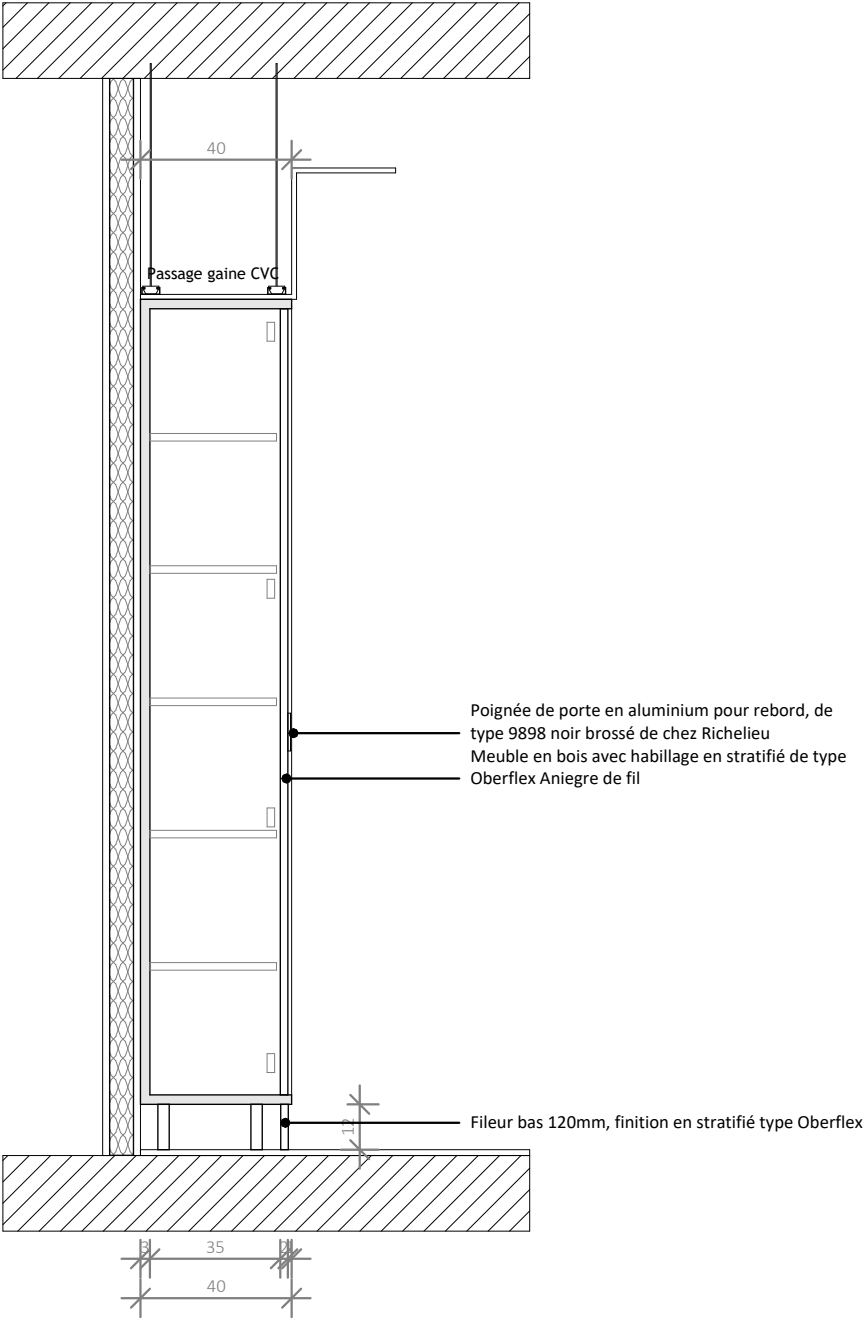 40
Passage gaine CVC
Poignée de porte en aluminium pour rebord, de
type 9898 noir brossé de chez Richelieu
Meuble en bois avec habillage en stratifié de type
Oberflex Aniegre de fil
Fileur bas 120mm, finition en stratifié type Oberflex
12
3
35
2
40